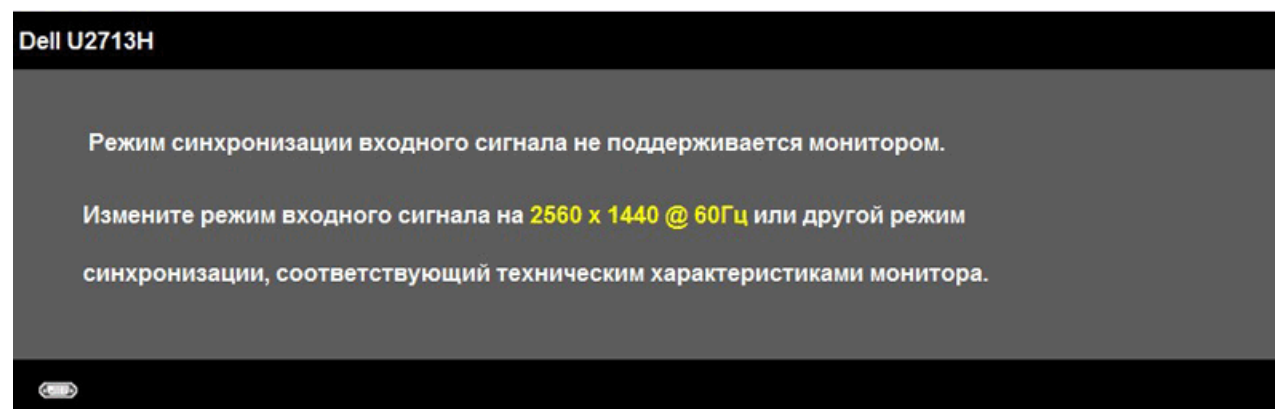 Dell U2713H
Режим синхронизации входного сигнала не поддерживается монитором.
Измените режим входного сигнала на 2560 x 1440 @ 60Гц или другой режим
синхронизации, соответствующий техническим характеристиками монитора.